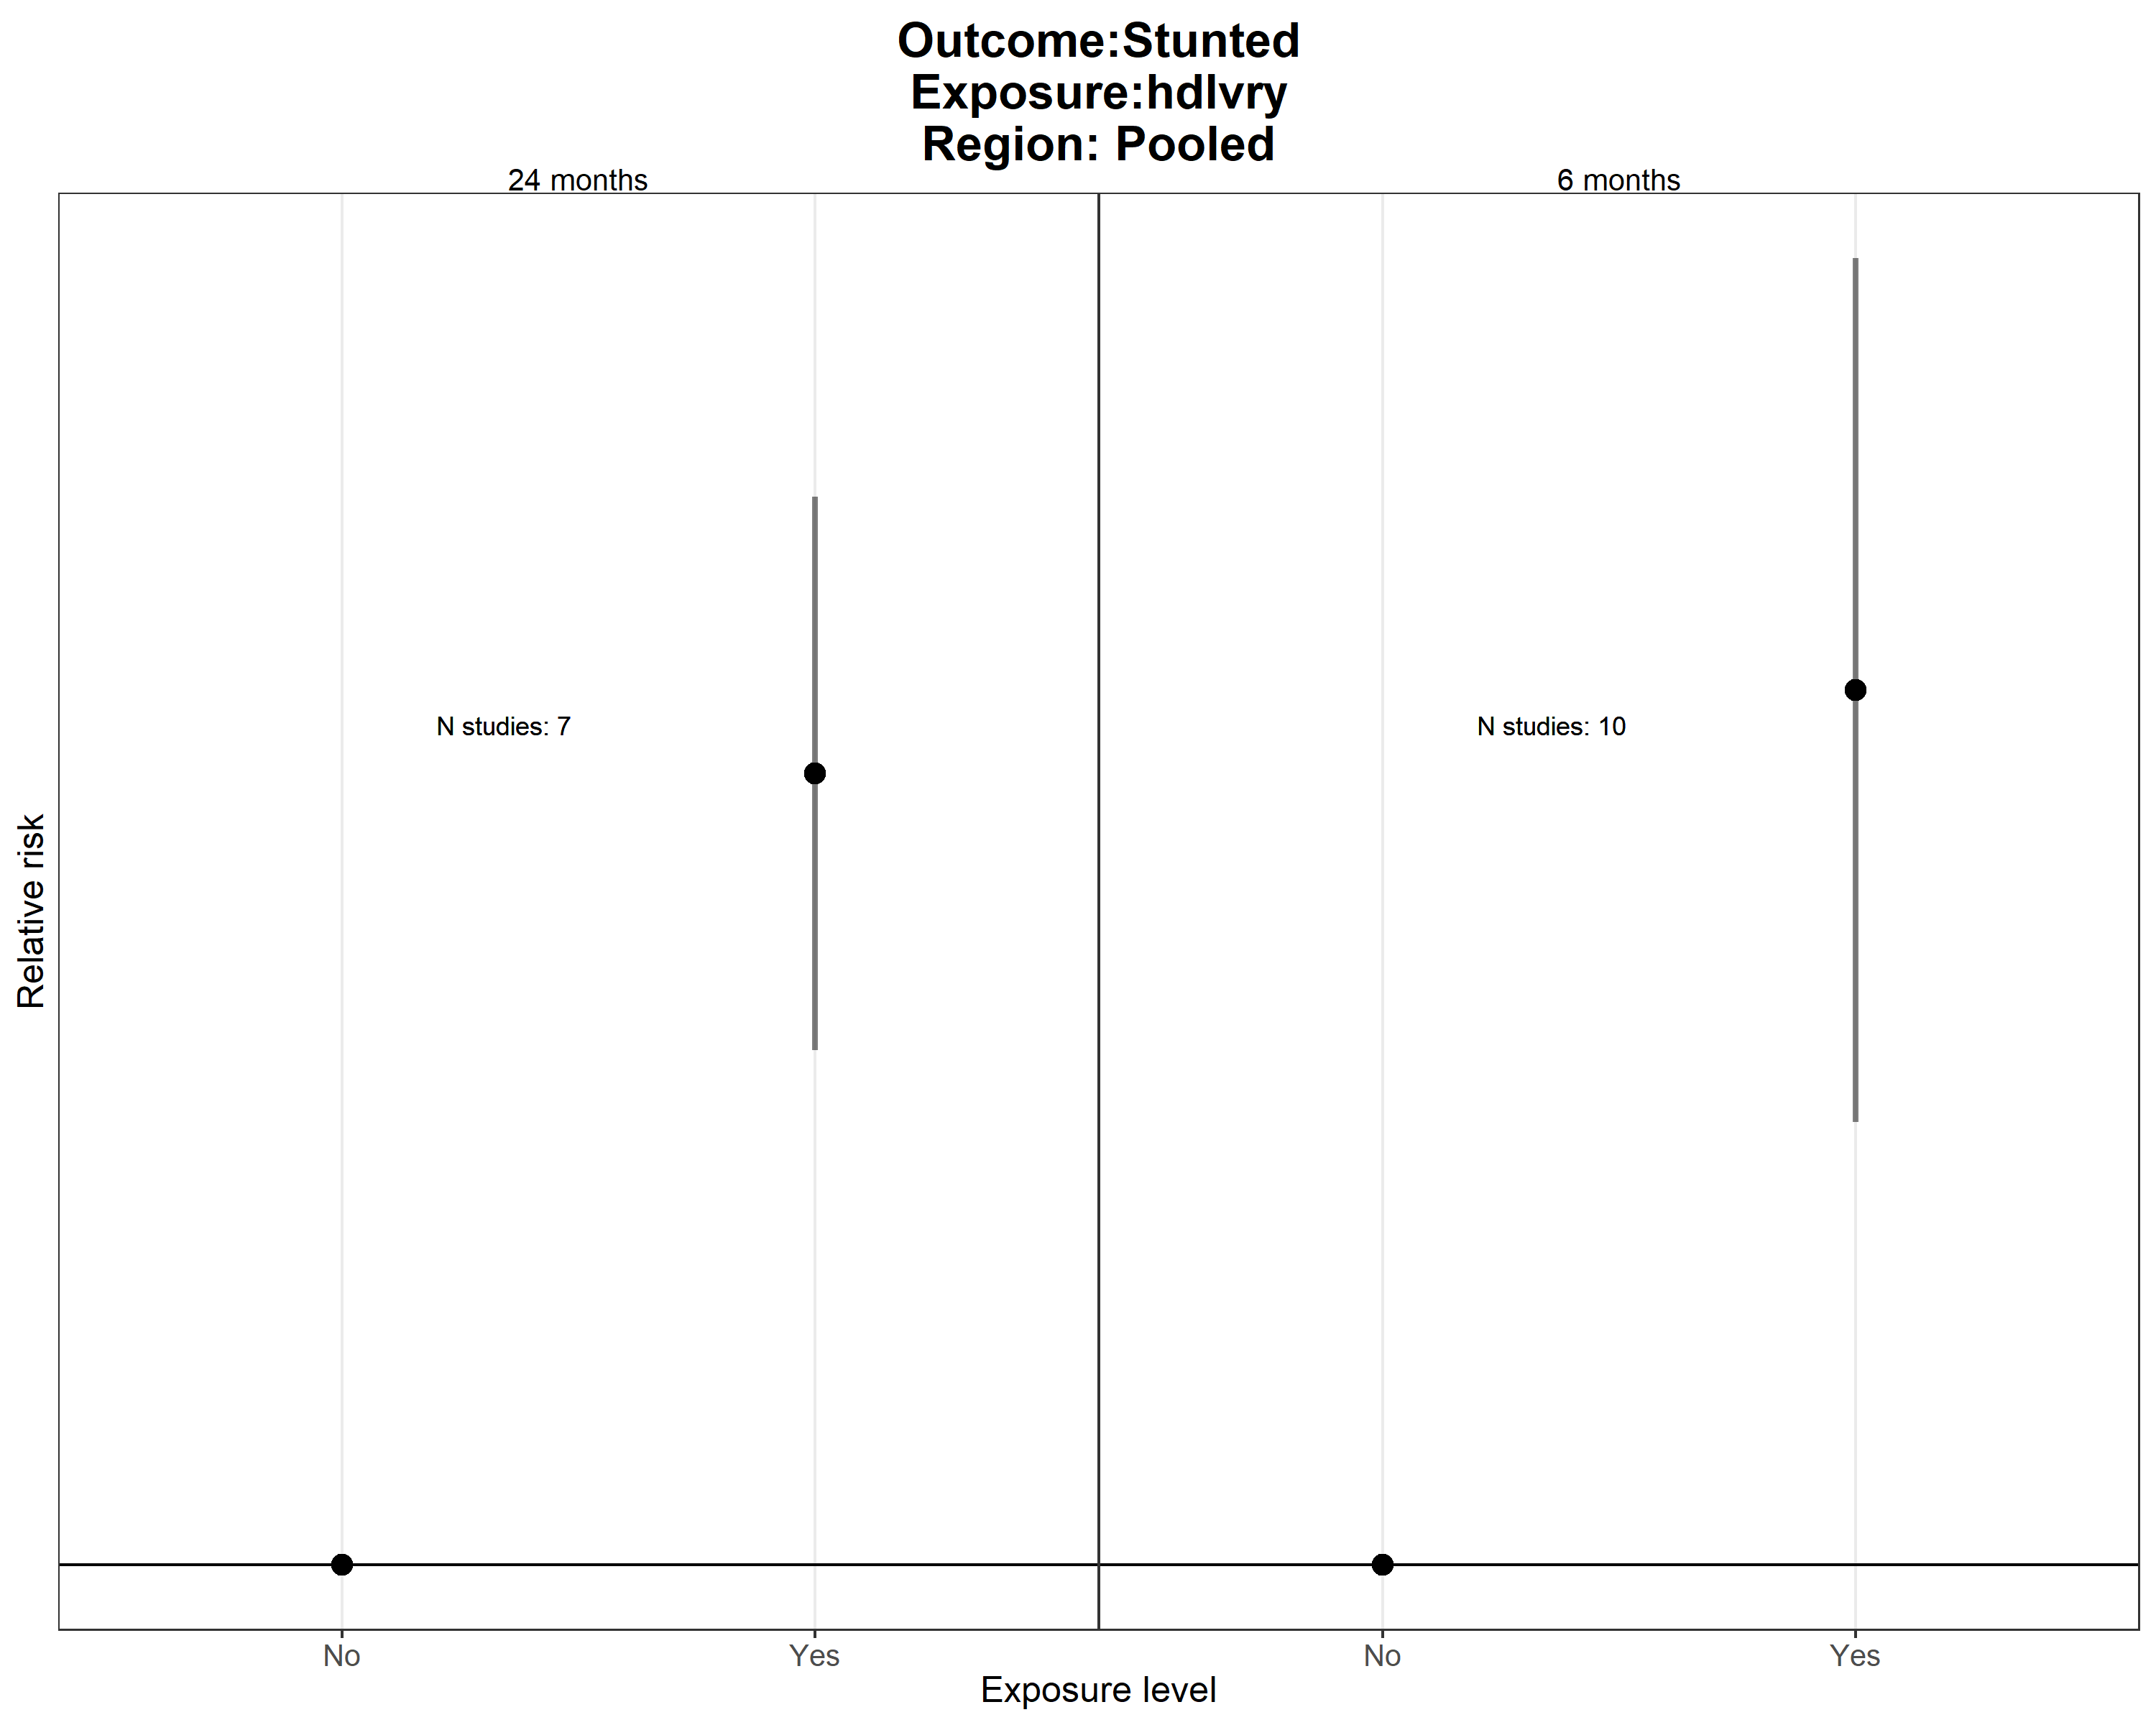 Outcome:Stunted
Exposure:hdlvry
Region: Pooled
24 months
6 months
N studies: 7
N studies: 10
Relative risk
No
Yes
No
Yes
Exposure level